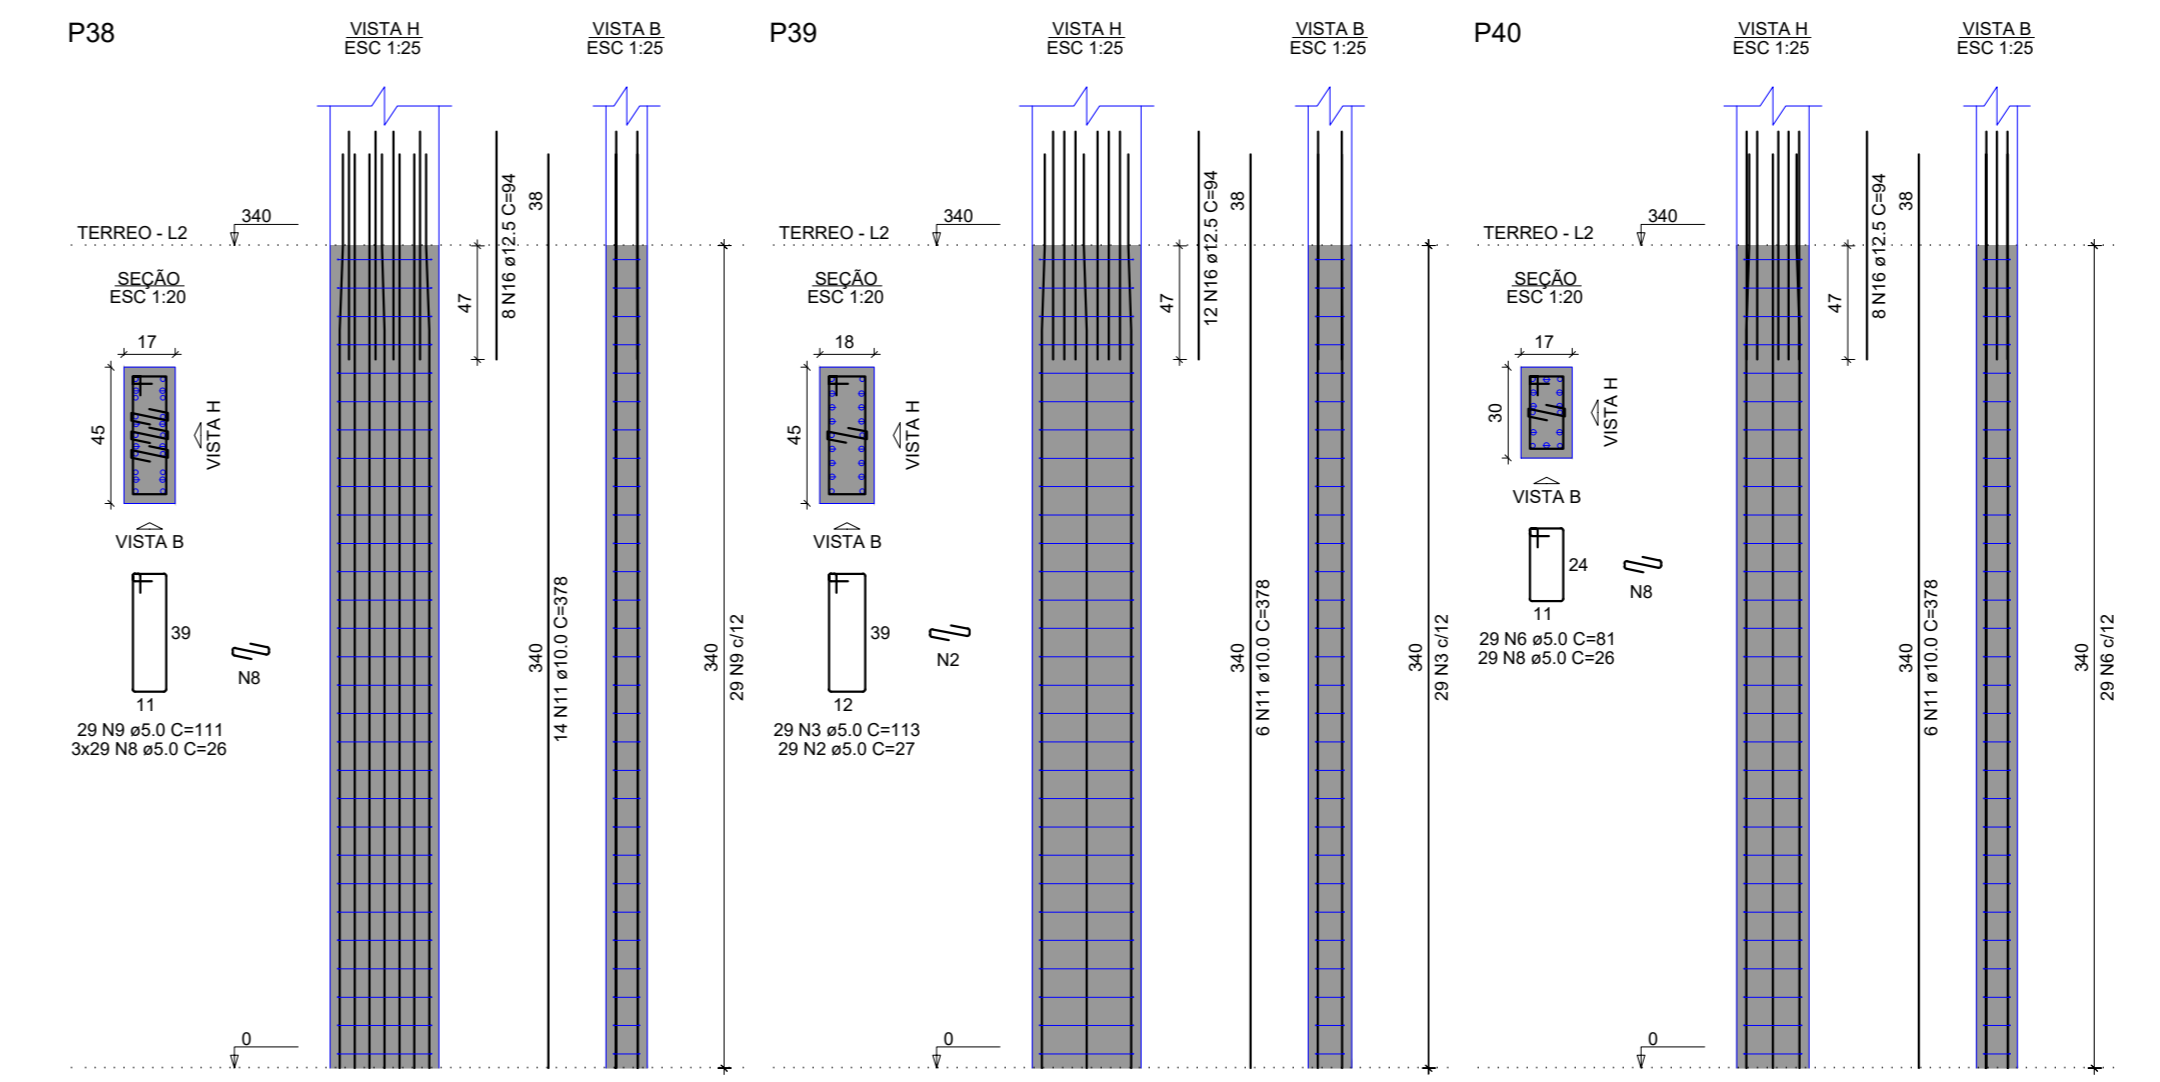 P38
VISTA H
ESC 1:25
VISTA B
ESC 1:25
8 N16 ø12.5 C=94
38
340
TERREO - L2
47
SEÇÃO
ESC 1:20
17
45
VISTA H
VISTA B
39
11
N8
29 N9 ø5.0 C=111
3x29 N8 ø5.0 C=26
340
14 N11 ø10.0 C=378
340
29 N9 c/12
0
P39
VISTA H
ESC 1:25
VISTA B
ESC 1:25
12 N16 ø12.5 C=94
38
340
TERREO - L2
47
SEÇÃO
ESC 1:20
18
45
VISTA H
VISTA B
39
12
N2
29 N3 ø5.0 C=113
29 N2 ø5.0 C=27
340
6 N11 ø10.0 C=378
340
29 N3 c/12
0
P40
VISTA H
ESC 1:25
VISTA B
ESC 1:25
8 N16 ø12.5 C=94
38
340
TERREO - L2
47
SEÇÃO
ESC 1:20
17
30
VISTA H
VISTA B
24
11
N8
29 N6 ø5.0 C=81
29 N8 ø5.0 C=26
340
6 N11 ø10.0 C=378
340
29 N6 c/12
0